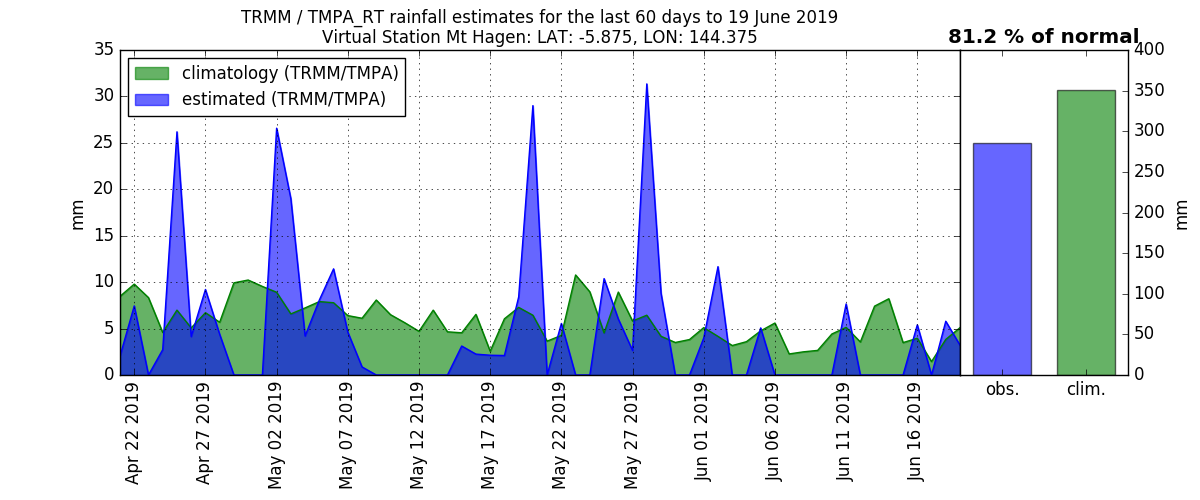 TRMM / TMPA_RT rainfall estimates for the last 60 days to 19 June 2019
Virtual Station Mt Hagen: LAT: -5.875, LON: 144.375
81.2 % of normal
climatology (TRMM/TMPA)
estimated (TRMM/TMPA)
35
30
25
20
15
10
5
0
mm
Apr 22 2019
Apr 27 2019
May 02 2019
May 07 2019
May 12 2019
May 17 2019
May 22 2019
May 27 2019
Jun 01 2019
Jun 06 2019
Jun 11 2019
Jun 16 2019
obs.
clim.
400
350
300
250
200
150
100
50
0
mm